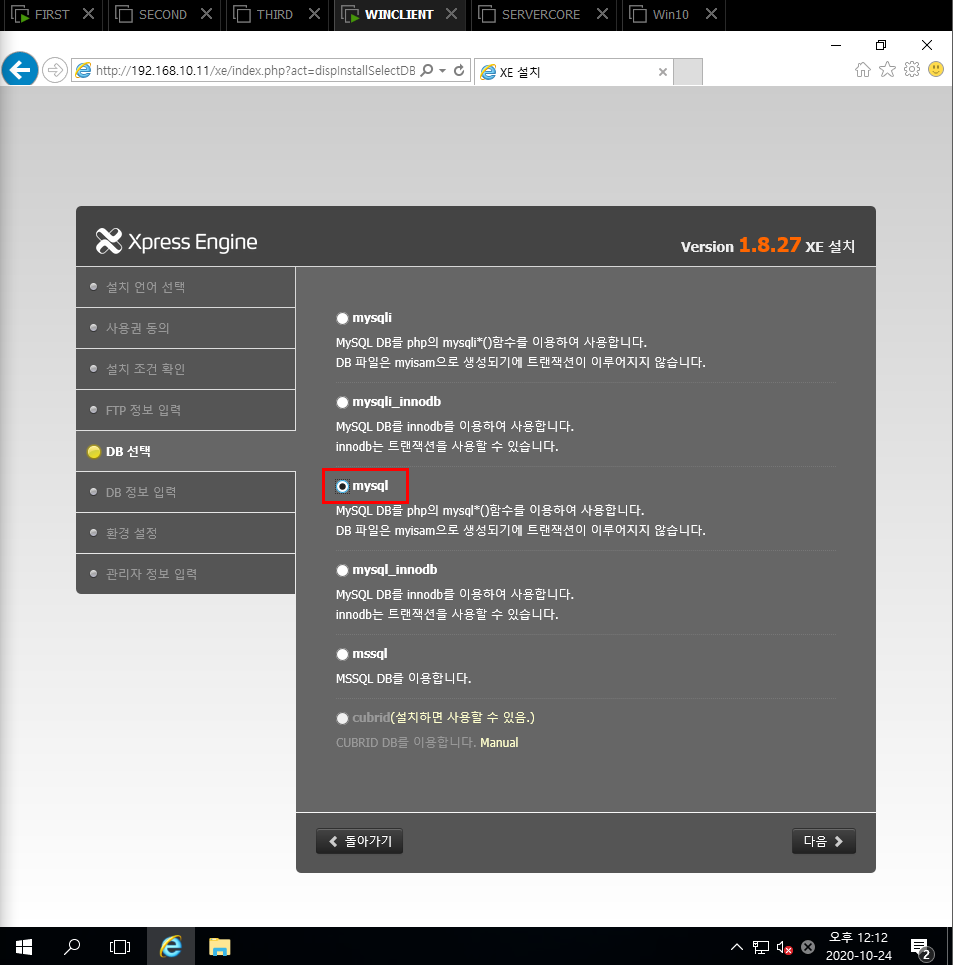 FIRST SECOND THIRD WINCLIENT SERVERCORE Win10
http://192.168.10.11/xe/index.php?act=dispInstallSelectDB XE 설치
Xpress Engine
Version 1.8.27 XE 설치
설치 언어 선택
사용권 동의
설치 조건 확인
FTP 정보 입력
DB 선택
DB 정보 입력
환경 설정
관리자 정보 입력
mysqli
MySQL DB를 php의 mysqli*()함수를 이용하여 사용합니다.
DB 파일은 myisam으로 생성되기에 트랜잭션이 이루어지지 않습니다.
mysqli_innodb
MySQL DB를 innodb를 이용하여 사용합니다.
innodb는 트랜잭션을 사용할 수 있습니다.
mysql
MySQL DB를 php의 mysql*()함수를 이용하여 사용합니다.
DB 파일은 myisam으로 생성되기에 트랜잭션이 이루어지지 않습니다.
mysql_innodb
MySQL DB를 innodb를 이용하여 사용합니다.
innodb는 트랜잭션을 사용할 수 있습니다.
mssql
MSSQL DB를 이용합니다.
cubrid(설치하면 사용할 수 있음.)
CUBRID DB를 이용합니다. Manual
돌아가기 다음
오후 12:12
2020-10-24
2